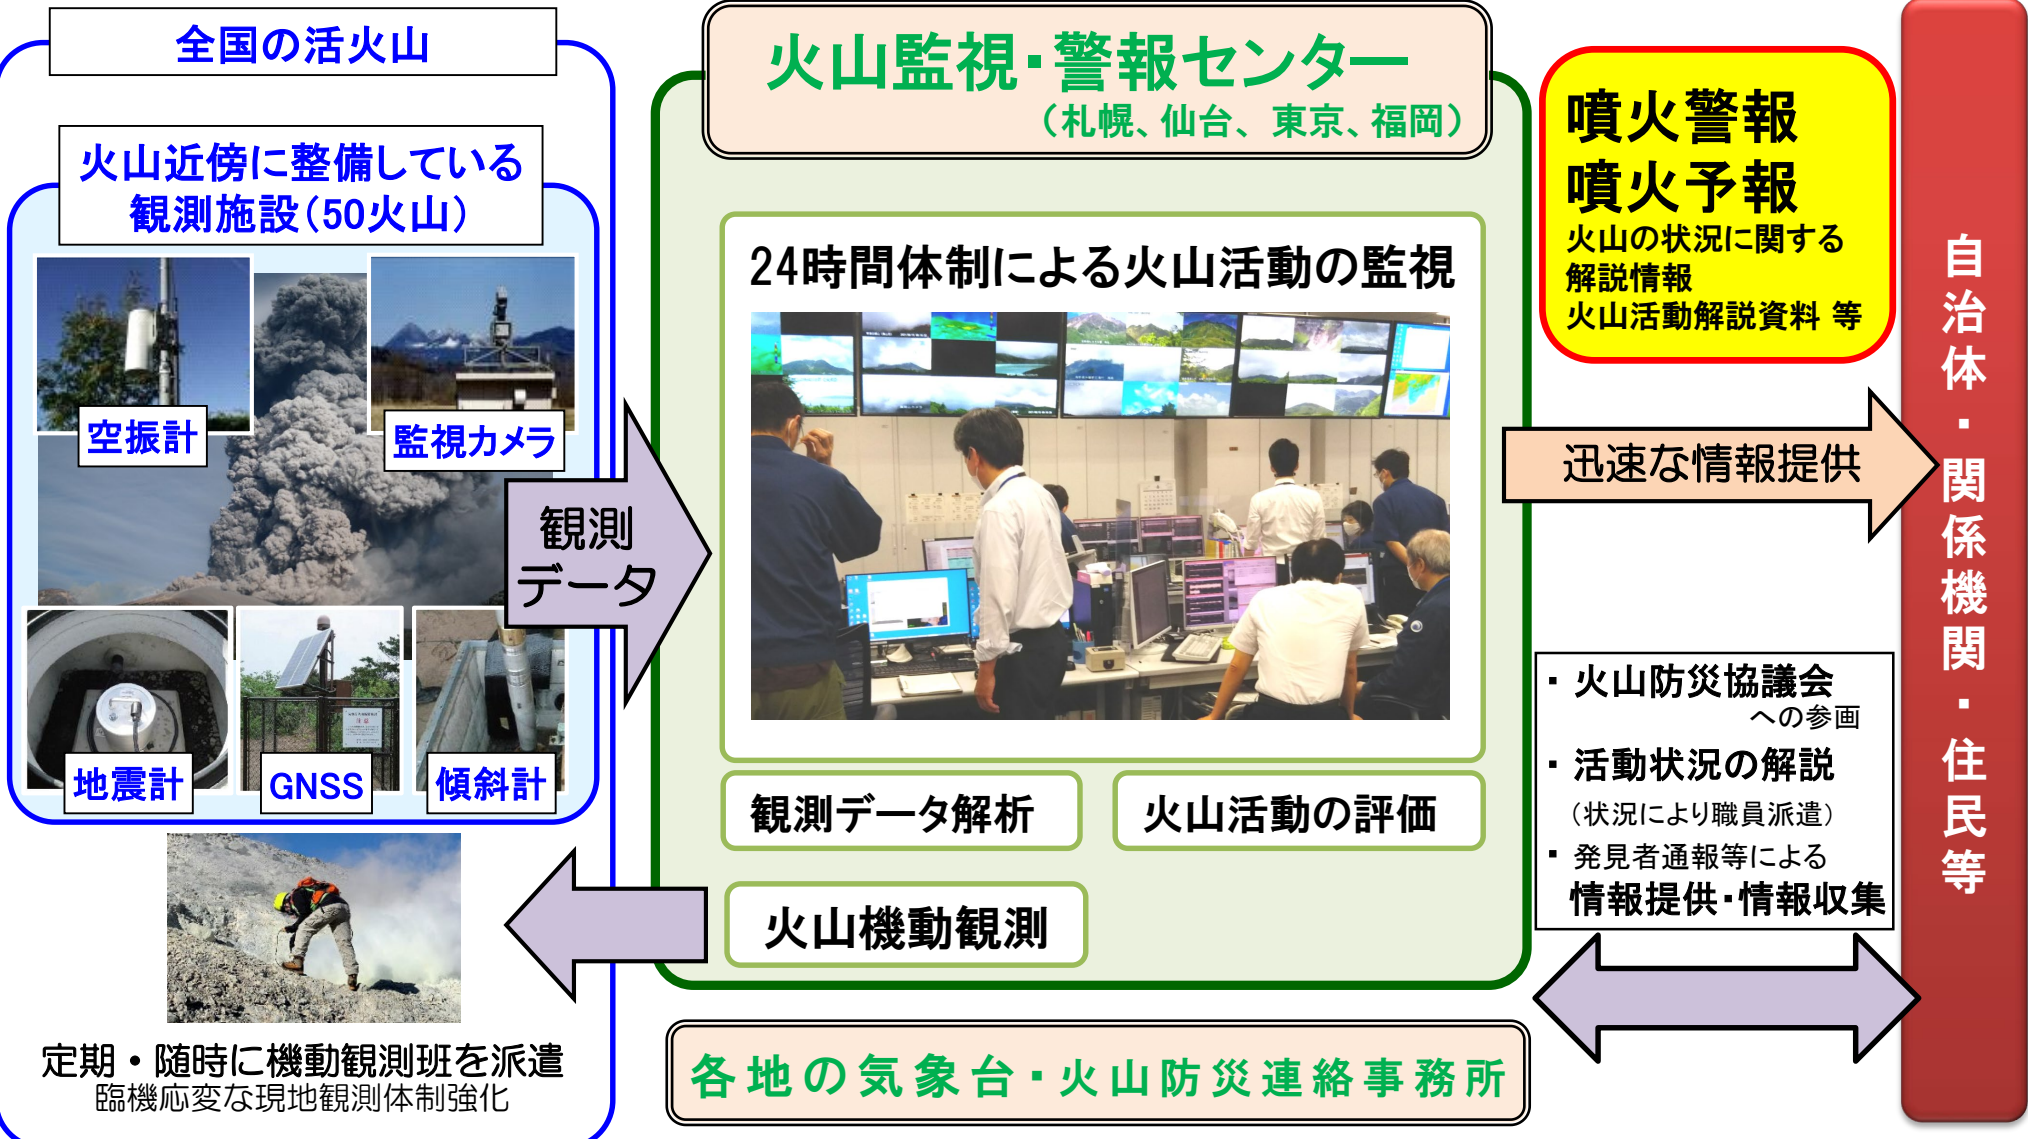 全国の活火山
火山近傍に整備している
観測施設(50火山)
空振計
監視カメラ
地震計
GNSS
傾斜計
観測
データ
定期・随時に機動観測班を派遣
臨機応変な現地観測体制強化
火山監視・警報センター
(札幌、仙台、東京、福岡)
24時間体制による火山活動の監視
観測データ解析
火山活動の評価
火山機動観測
各地の気象台・火山防災連絡事務所
噴火警報
噴火予報
火山の状況に関する
解説情報
火山活動解説資料 等
迅速な情報提供
・火山防災協議会
への参画
・活動状況の解説
(状況により職員派遣)
・発見者通報等による
情報提供・情報収集
自治体・関係機関・住民等